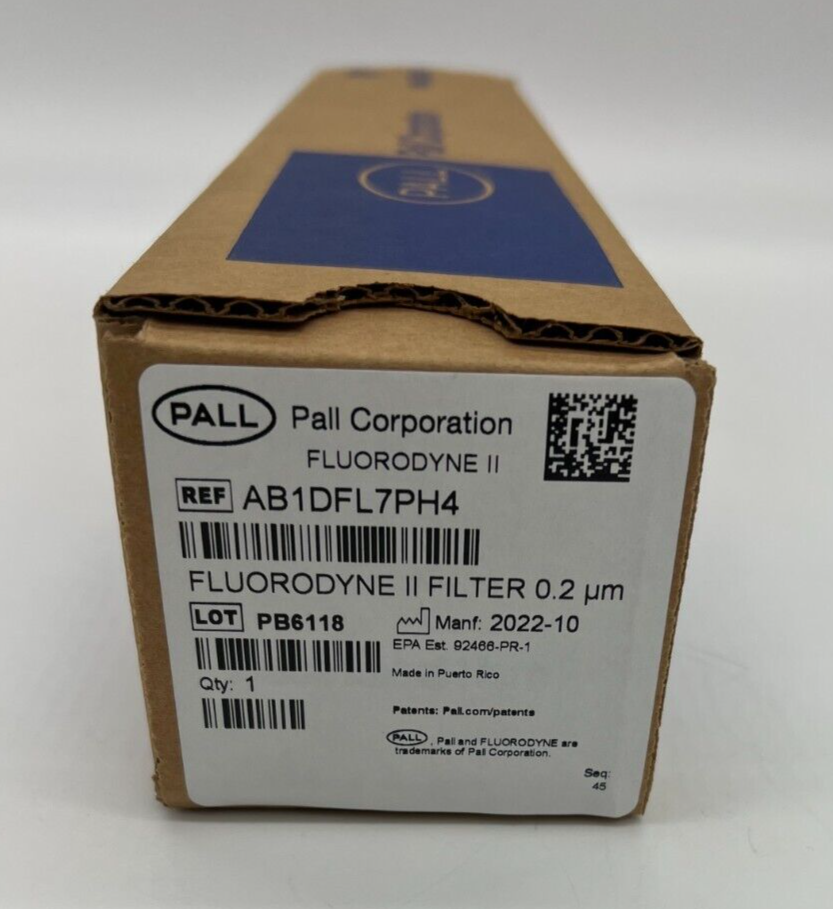 PALL
PALL Pall Corporation
FLUORODYNE II
REF AB1DFL7PH4
FLUORODYNE II FILTER 0.2 µm
LOT PB6118
Manf: 2022-10
EPA Est. 92466-PR-1
Made in Puerto Rico
Qty: 1
Patents: Pall.com/patents
PALL, Pall and FLUORODYNE are
trademarks of Pall Corporation.
Seq:
45